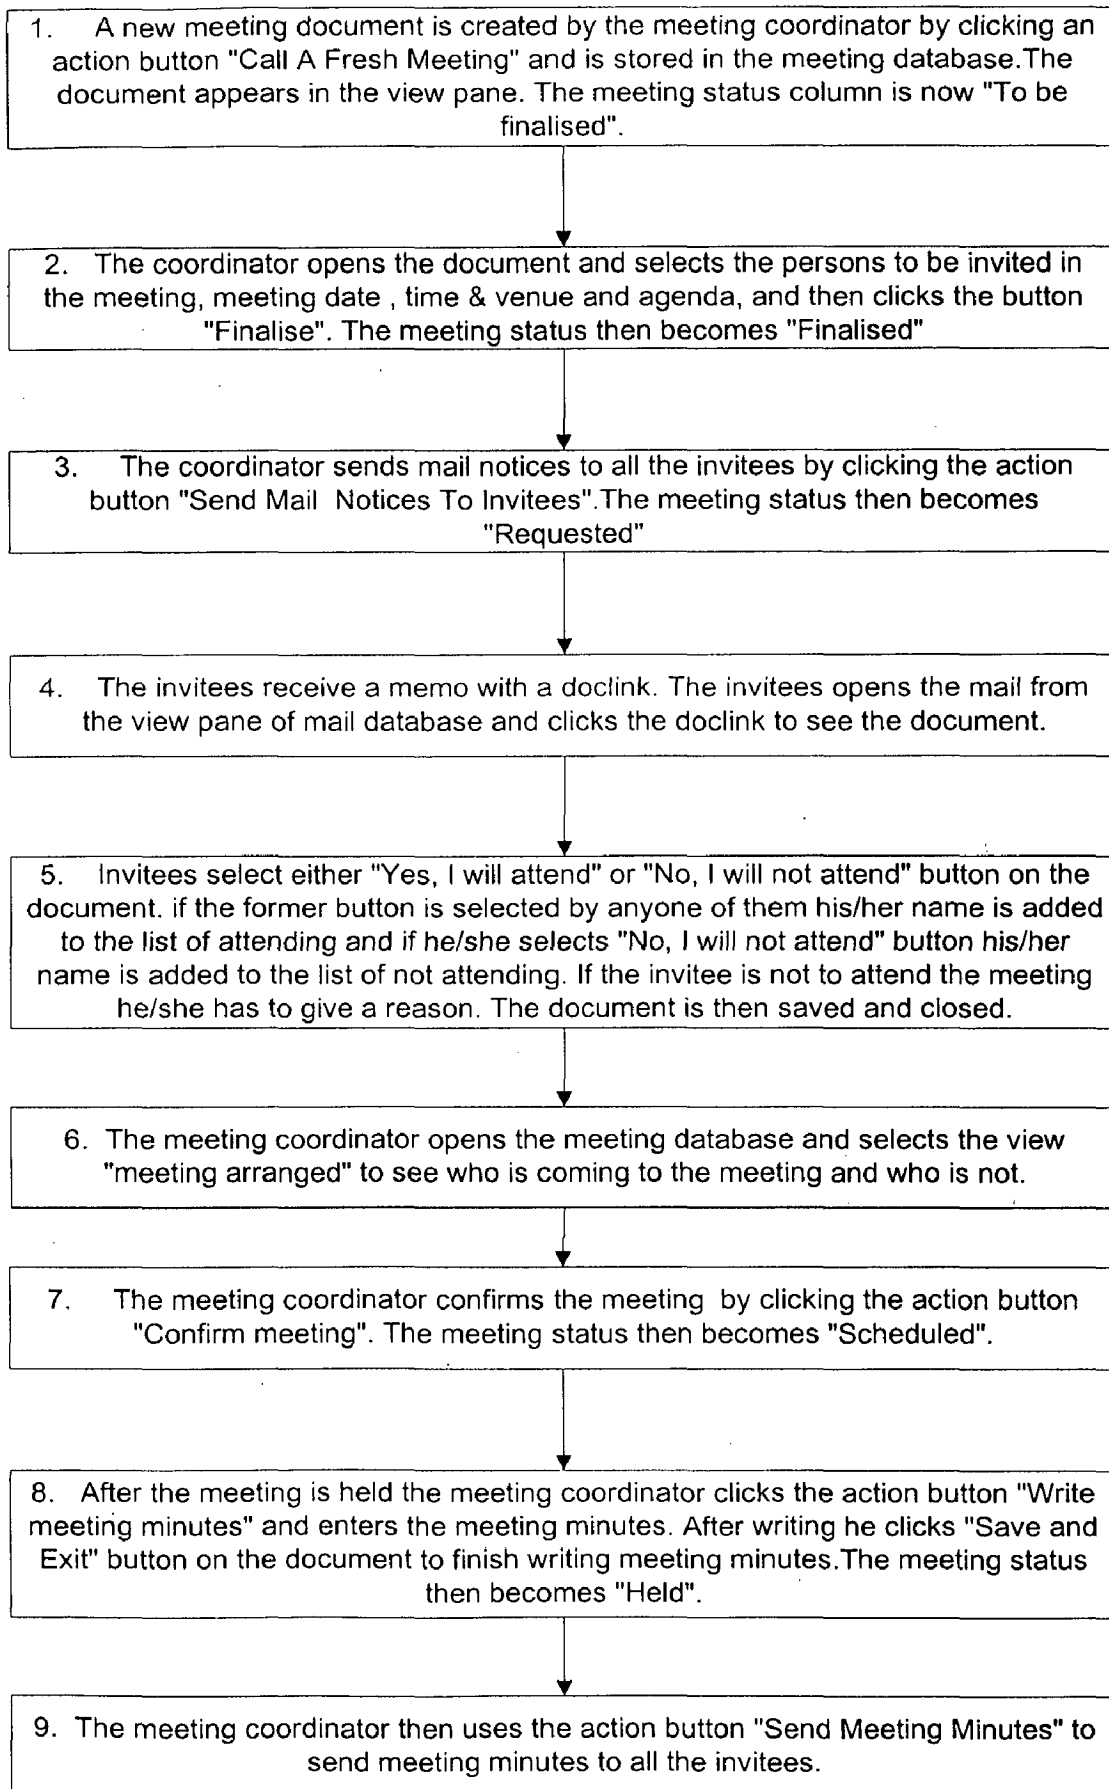 1. A new meeting document is created by the meeting coordinator by clicking an
action button "Call A Fresh Meeting" and is stored in the meeting database.The
document appears in the view pane. The meeting status column is now "To be
finalised".
2. The coordinator opens the document and selects the persons to be invited in
the meeting, meeting date , time & venue and agenda, and then clicks the button
"Finalise". The meeting status then becomes "Finalised"
3. The coordinator sends mail notices to all the invitees by clicking the action
button "Send Mail Notices To Invitees".The meeting status then becomes
"Requested"
4. The invitees receive a memo with a doclink. The invitees opens the mail from
the view pane of mail database and clicks the doclink to see the document.
5. Invitees select either "Yes, I will attend" or "No, I will not attend" button on the
document. if the former button is selected by anyone of them his/her name is added
to the list of attending and if he/she selects "No, I will not attend" button his/her
name is added to the list of not attending. If the invitee is not to attend the meeting
he/she has to give a reason. The document is then saved and closed.
6. The meeting coordinator opens the meeting database and selects the view
"meeting arranged" to see who is coming to the meeting and who is not.
7. The meeting coordinator confirms the meeting by clicking the action button
"Confirm meeting". The meeting status then becomes "Scheduled".
8. After the meeting is held the meeting coordinator clicks the action button "Write
meeting minutes" and enters the meeting minutes. After writing he clicks "Save and
Exit" button on the document to finish writing meeting minutes.The meeting status
then becomes "Held".
9. The meeting coordinator then uses the action button "Send Meeting Minutes" to
send meeting minutes to all the invitees.